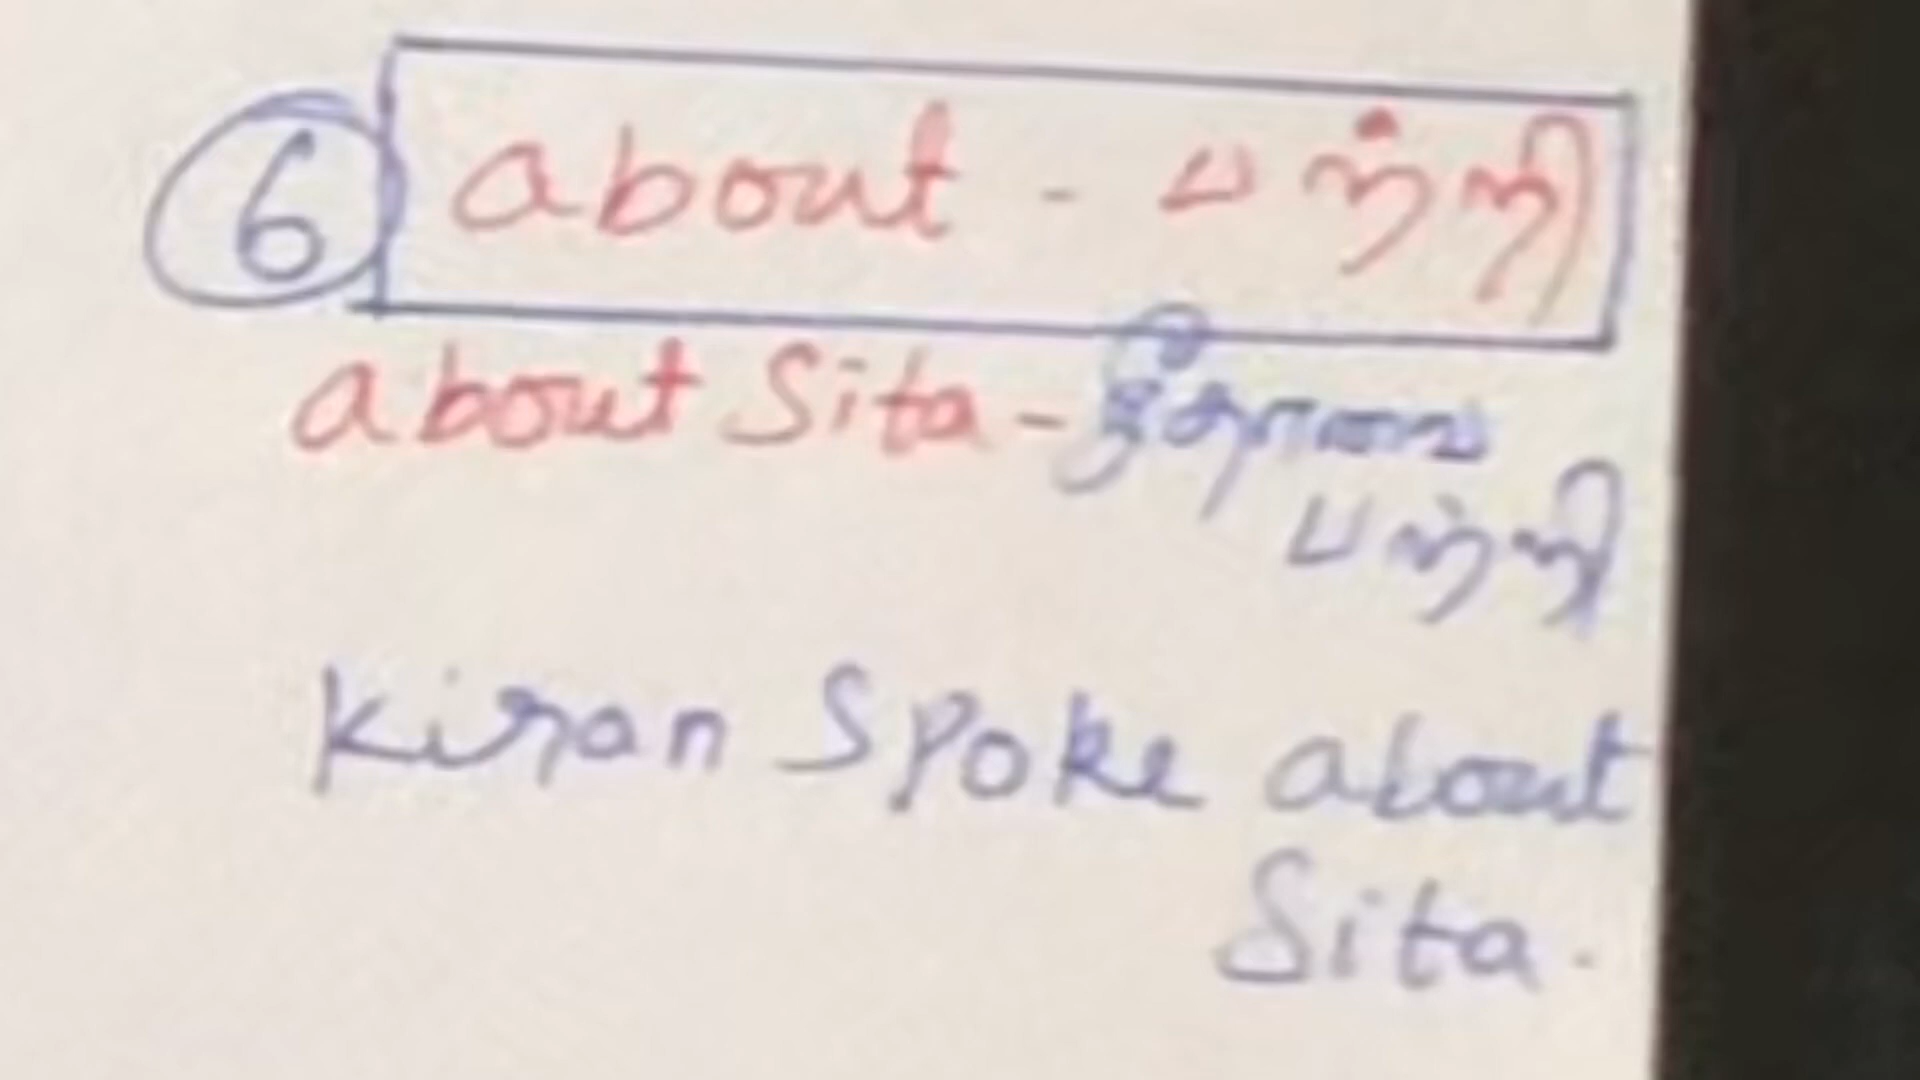 6 about - பற்றி
about Sita - சீதாவை
பற்றி
Kiran Spoke about
Sita.